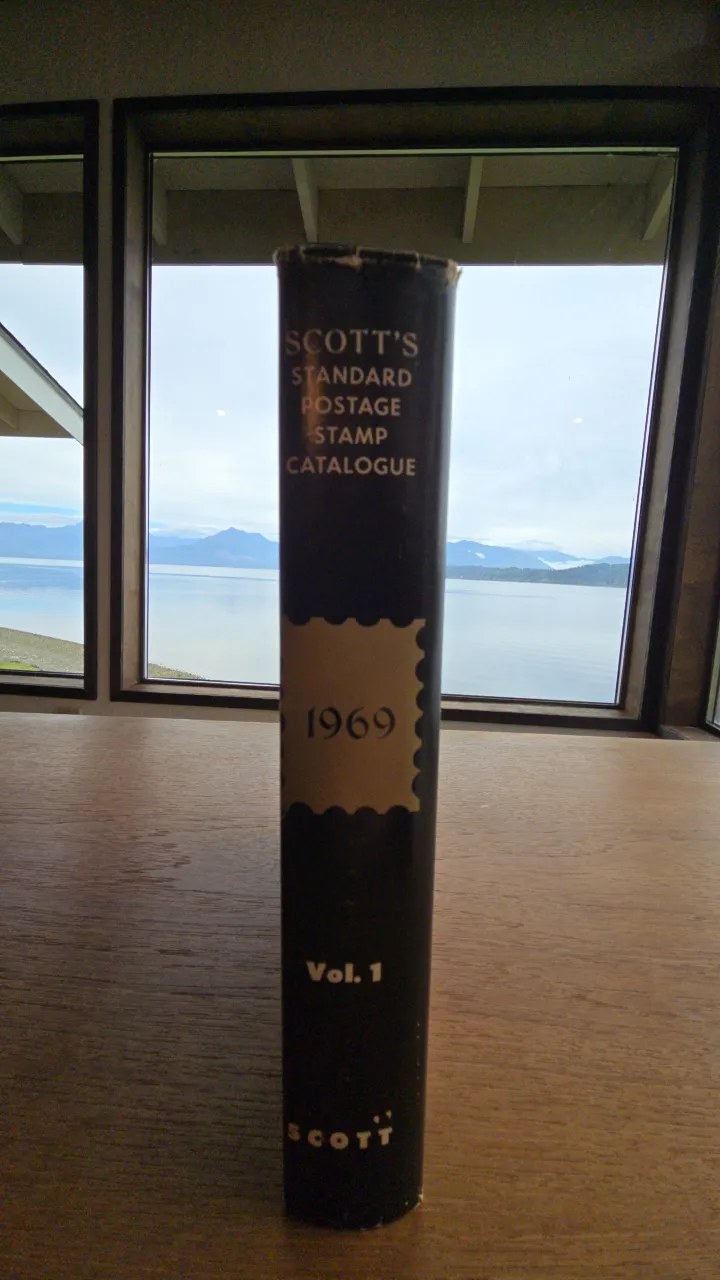 SCOTT'S
STANDARD
POSTAGE
STAMP
CATALOGUE
1969
Vol. 1
SCOTT